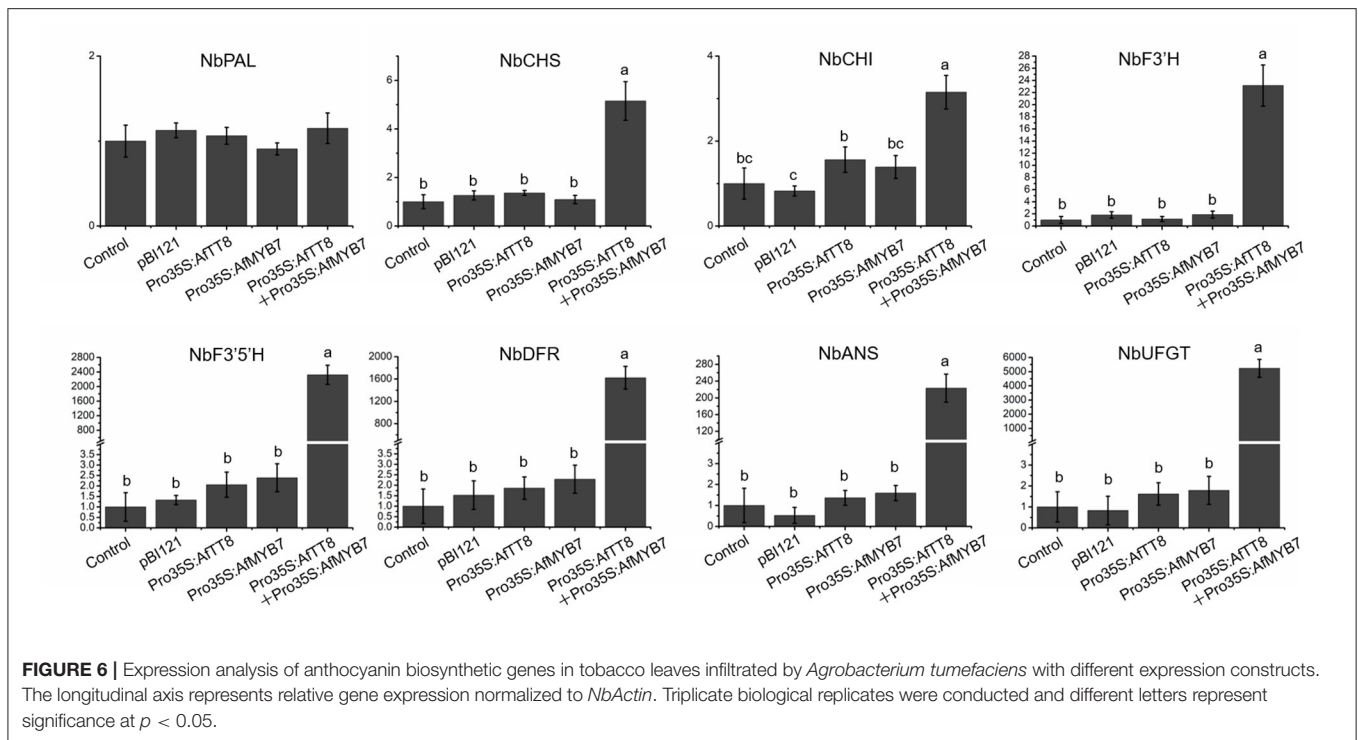 NbPAL
2
1
0
Control
pBI121
Pro35S:AfTT8
Pro35S:AfMYB7
Pro35S:AfTT8
+Pro35S:AfMYB7
NbCHS
6
4
2
0
b
b
b
b
a
Control
pBI121
Pro35S:AfTT8
Pro35S:AfMYB7
Pro35S:AfTT8
+Pro35S:AfMYB7
NbCHI
4
2
0
bc
c
b
bc
a
Control
pBI121
Pro35S:AfTT8
Pro35S:AfMYB7
Pro35S:AfTT8
+Pro35S:AfMYB7
NbF3'H
28
26
24
22
20
18
16
14
12
10
8
6
4
2
0
b
b
b
b
a
Control
pBI121
Pro35S:AfTT8
Pro35S:AfMYB7
Pro35S:AfTT8
+Pro35S:AfMYB7
NbF3'5'H
2800
2400
2000
1600
1200
800
3.5
3.0
2.5
2.0
1.5
1.0
0.5
0.0
b
b
b
b
a
Control
pBI121
Pro35S:AfTT8
Pro35S:AfMYB7
Pro35S:AfTT8
+Pro35S:AfMYB7
NbDFR
2000
1600
1200
800
3.5
3.0
2.5
2.0
1.5
1.0
0.5
0.0
b
b
b
b
a
Control
pBI121
Pro35S:AfTT8
Pro35S:AfMYB7
Pro35S:AfTT8
+Pro35S:AfMYB7
NbANS
280
240
200
160
120
3
2
1
0
b
b
b
b
a
Control
pBI121
Pro35S:AfTT8
Pro35S:AfMYB7
Pro35S:AfTT8
+Pro35S:AfMYB7
NbUFGT
6000
5000
4000
3000
2000
1000
3
2
1
0
b
b
b
b
a
Control
pBI121
Pro35S:AfTT8
Pro35S:AfMYB7
Pro35S:AfTT8
+Pro35S:AfMYB7
FIGURE 6 | Expression analysis of anthocyanin biosynthetic genes in tobacco leaves infiltrated by Agrobacterium tumefaciens with different expression constructs.
The longitudinal axis represents relative gene expression normalized to NbActin. Triplicate biological replicates were conducted and different letters represent
significance at p < 0.05.